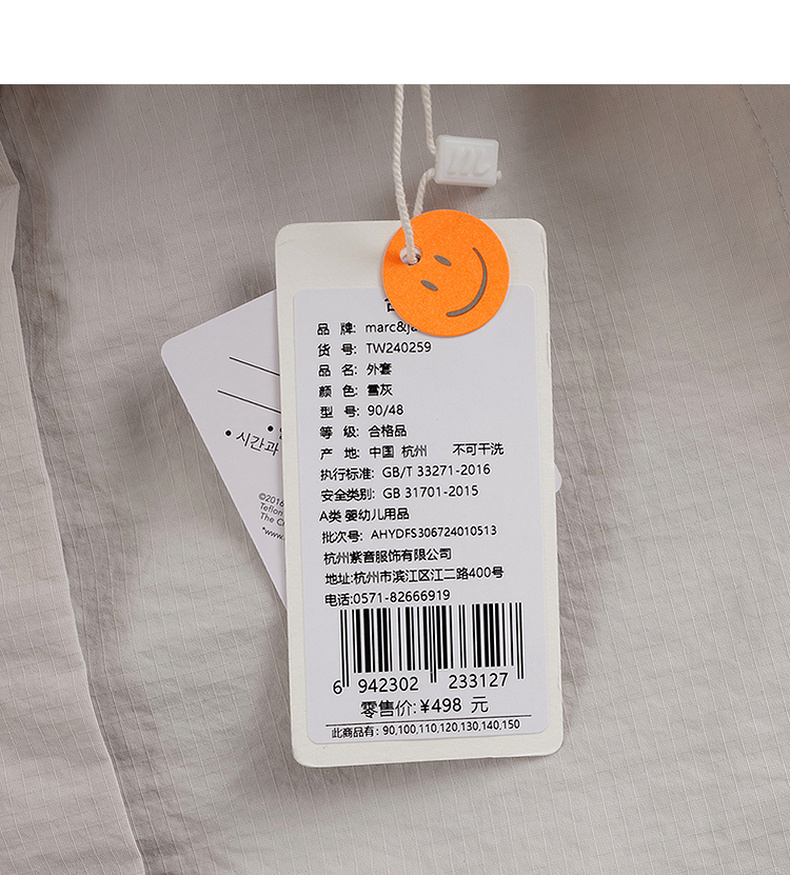 品 牌: marc&ja
货 号: TW240259
品 名: 外套
颜 色: 雪灰
型 号: 90/48
等 级: 合格品
产 地: 中国 杭州 不可干洗
执行标准: GB/T 33271-2016
安全类别: GB 31701-2015
A类 婴幼儿用品
批次号: AHYDFS306724010513
杭州紫音服饰有限公司
地址:杭州市滨江区江二路400号
电话:0571-82666919
6 942302 233127
零售价:¥498 元
此商品有: 90,100,110,120,130,140,150
• 시간과
©2016
Teflon
The C
*www.